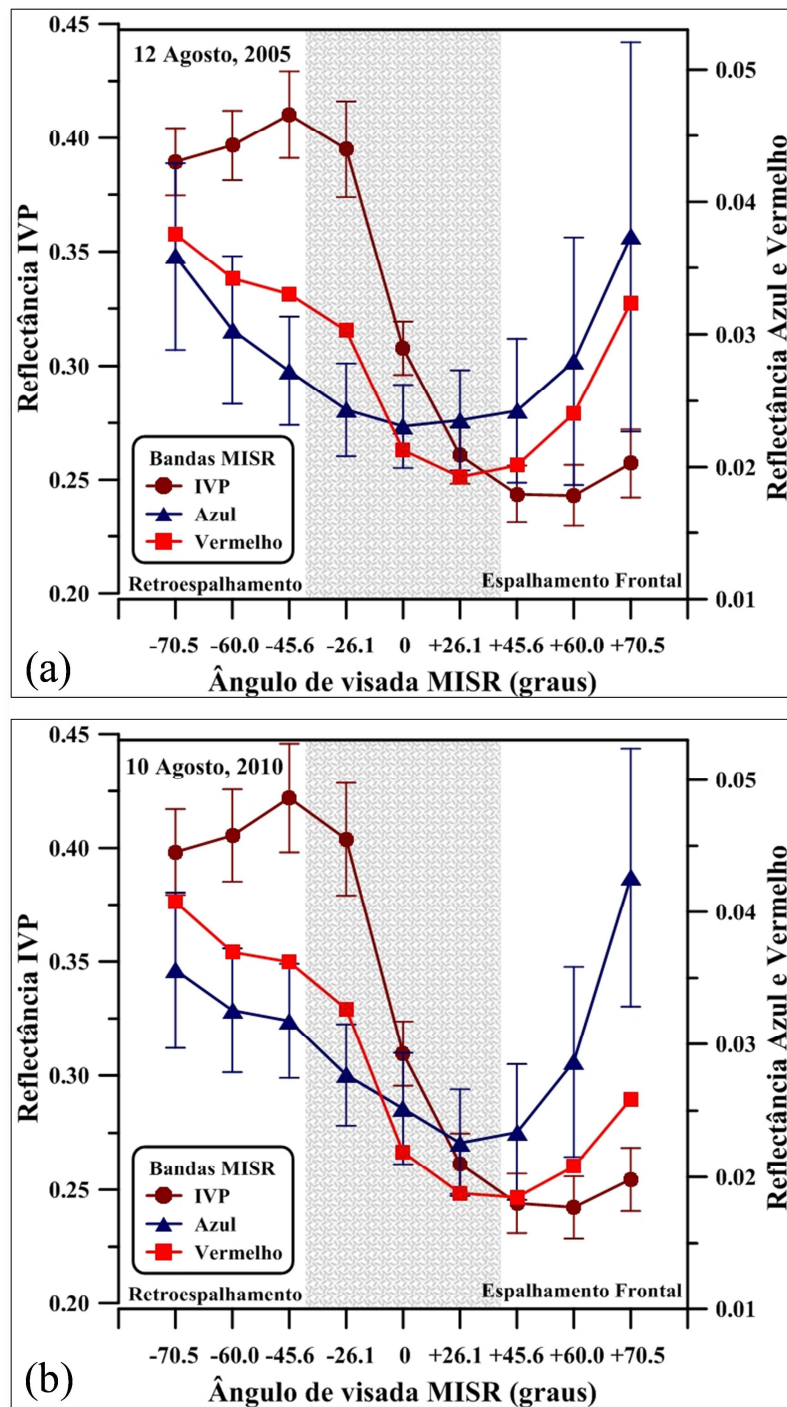 12 Agosto, 2005
Reflectância IVP
0.45
0.40
0.35
0.30
0.25
0.20
Reflectância Azul e Vermelho
0.05
0.04
0.03
0.02
0.01
Bandas MISR
IVP
Azul
Vermelho
Retroespalhamento
Espalhamento Frontal
-70.5 -60.0 -45.6 -26.1 0 +26.1 +45.6 +60.0 +70.5
Ângulo de visada MISR (graus)
(a)
10 Agosto, 2010
Reflectância IVP
0.45
0.40
0.35
0.30
0.25
0.20
Reflectância Azul e Vermelho
0.05
0.04
0.03
0.02
0.01
Bandas MISR
IVP
Azul
Vermelho
Retroespalhamento
Espalhamento Frontal
-70.5 -60.0 -45.6 -26.1 0 +26.1 +45.6 +60.0 +70.5
Ângulo de visada MISR (graus)
(b)